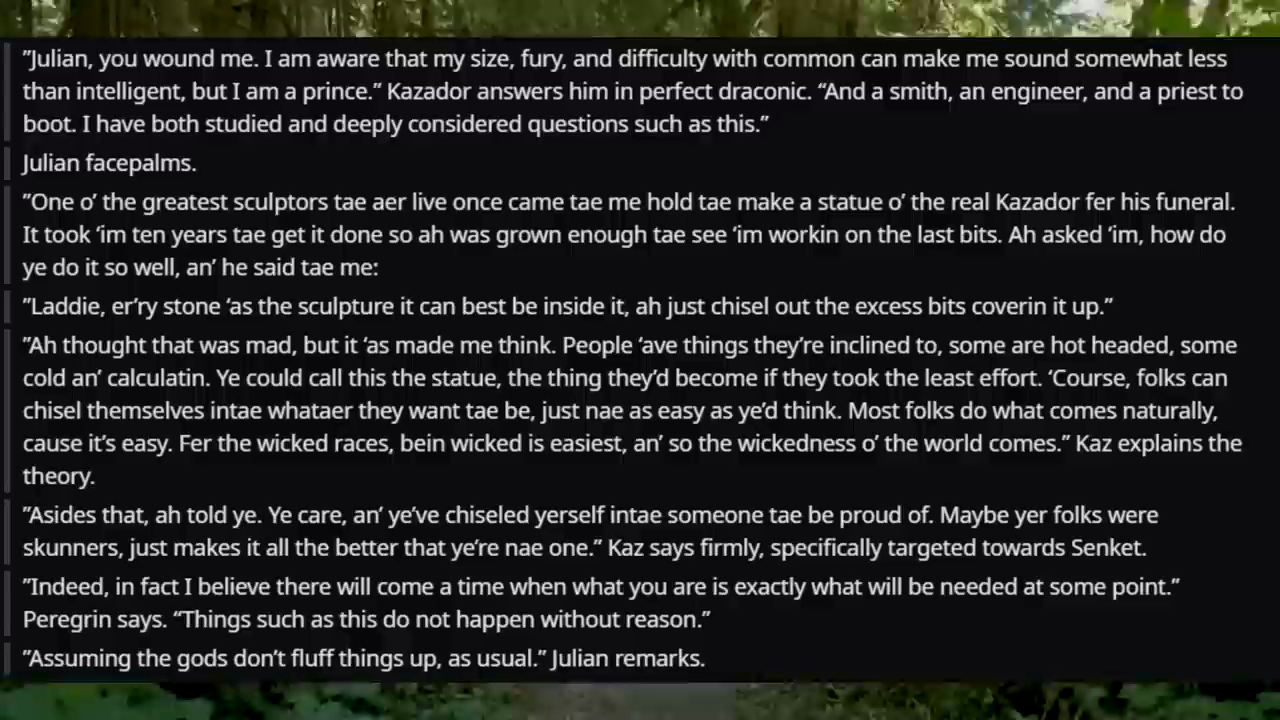 ”Julian, you wound me. I am aware that my size, fury, and difficulty with common can make me sound somewhat less
than intelligent, but I am a prince.” Kazador answers him in perfect draconic. “And a smith, an engineer, and a priest to
boot. I have both studied and deeply considered questions such as this.”
Julian facepalms.
”One o’ the greatest sculptors tae aer live once came tae me hold tae make a statue o’ the real Kazador fer his funeral.
It took ‘im ten years tae get it done so ah was grown enough tae see ‘im workin on the last bits. Ah asked ‘im, how do
ye do it so well, an’ he said tae me:
”Laddie, er’ry stone ‘as the sculpture it can best be inside it, ah just chisel out the excess bits coverin it up.”
”Ah thought that was mad, but it ‘as made me think. People ‘ave things they’re inclined to, some are hot headed, some
cold an’ calculatin. Ye could call this the statue, the thing they’d become if they took the least effort. ‘Course, folks can
chisel themselves intae whataer they want tae be, just nae as easy as ye’d think. Most folks do what comes naturally,
cause it’s easy. Fer the wicked races, bein wicked is easiest, an’ so the wickedness o’ the world comes.” Kaz explains the
theory.
”Asides that, ah told ye. Ye care, an’ ye’ve chiseled yerself intae someone tae be proud of. Maybe yer folks were
skunners, just makes it all the better that ye’re nae one.” Kaz says firmly, specifically targeted towards Senket.
”Indeed, in fact I believe there will come a time when what you are is exactly what will be needed at some point.”
Peregrin says. “Things such as this do not happen without reason.”
”Assuming the gods don’t fluff things up, as usual.” Julian remarks.